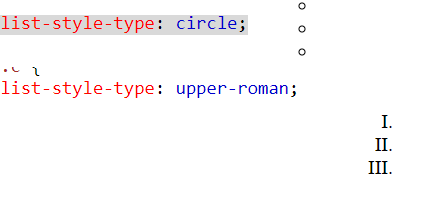 list-style-type: circle;
list-style-type: upper-roman;
I.
II.
III.